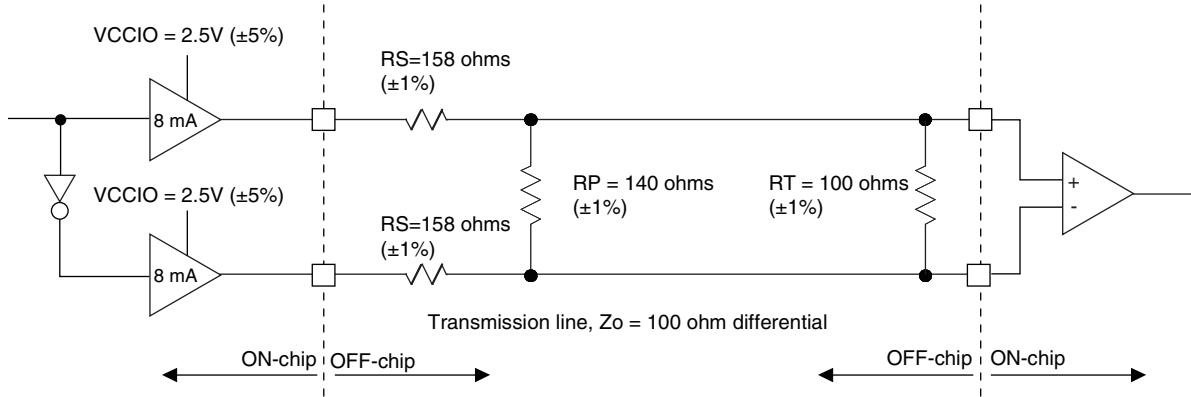 VCCIO = 2.5V (±5%)
8 mA
RS=158 ohms
(±1%)
VCCIO = 2.5V (±5%)
8 mA
RS=158 ohms
(±1%)
RP = 140 ohms
(±1%)
RT = 100 ohms
(±1%)
+
-
Transmission line, Zo = 100 ohm differential
ON-chip
OFF-chip
OFF-chip
ON-chip